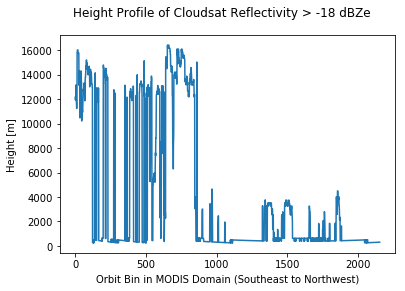 Height Profile of Cloudsat Reflectivity > -18 dBZe
16000
14000
12000
10000
8000
6000
4000
2000
0
Height [m]
0 500 1000 1500 2000
Orbit Bin in MODIS Domain (Southeast to Northwest)